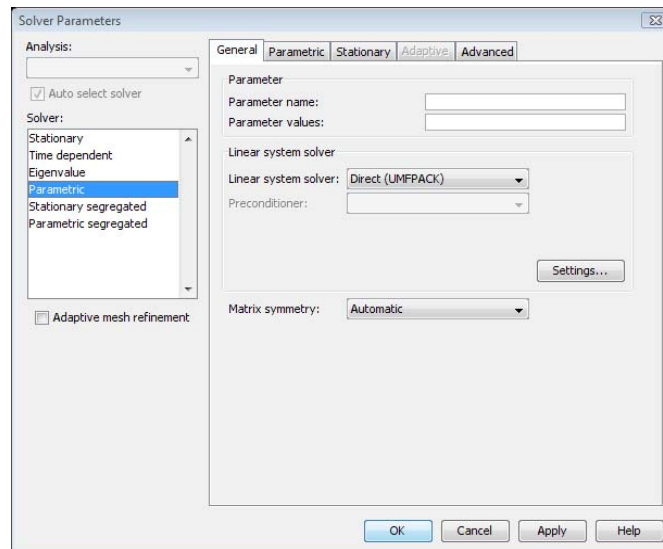 Solver Parameters
Analysis:
Auto select solver
Solver:
Stationary
Time dependent
Eigenvalue
Parametric
Stationary segregated
Parametric segregated
Adaptive mesh refinement
General Parametric Stationary Adaptive Advanced
Parameter
Parameter name:
Parameter values:
Linear system solver
Linear system solver: Direct (UMFPACK)
Preconditioner:
Settings...
Matrix symmetry: Automatic
OK Cancel Apply Help